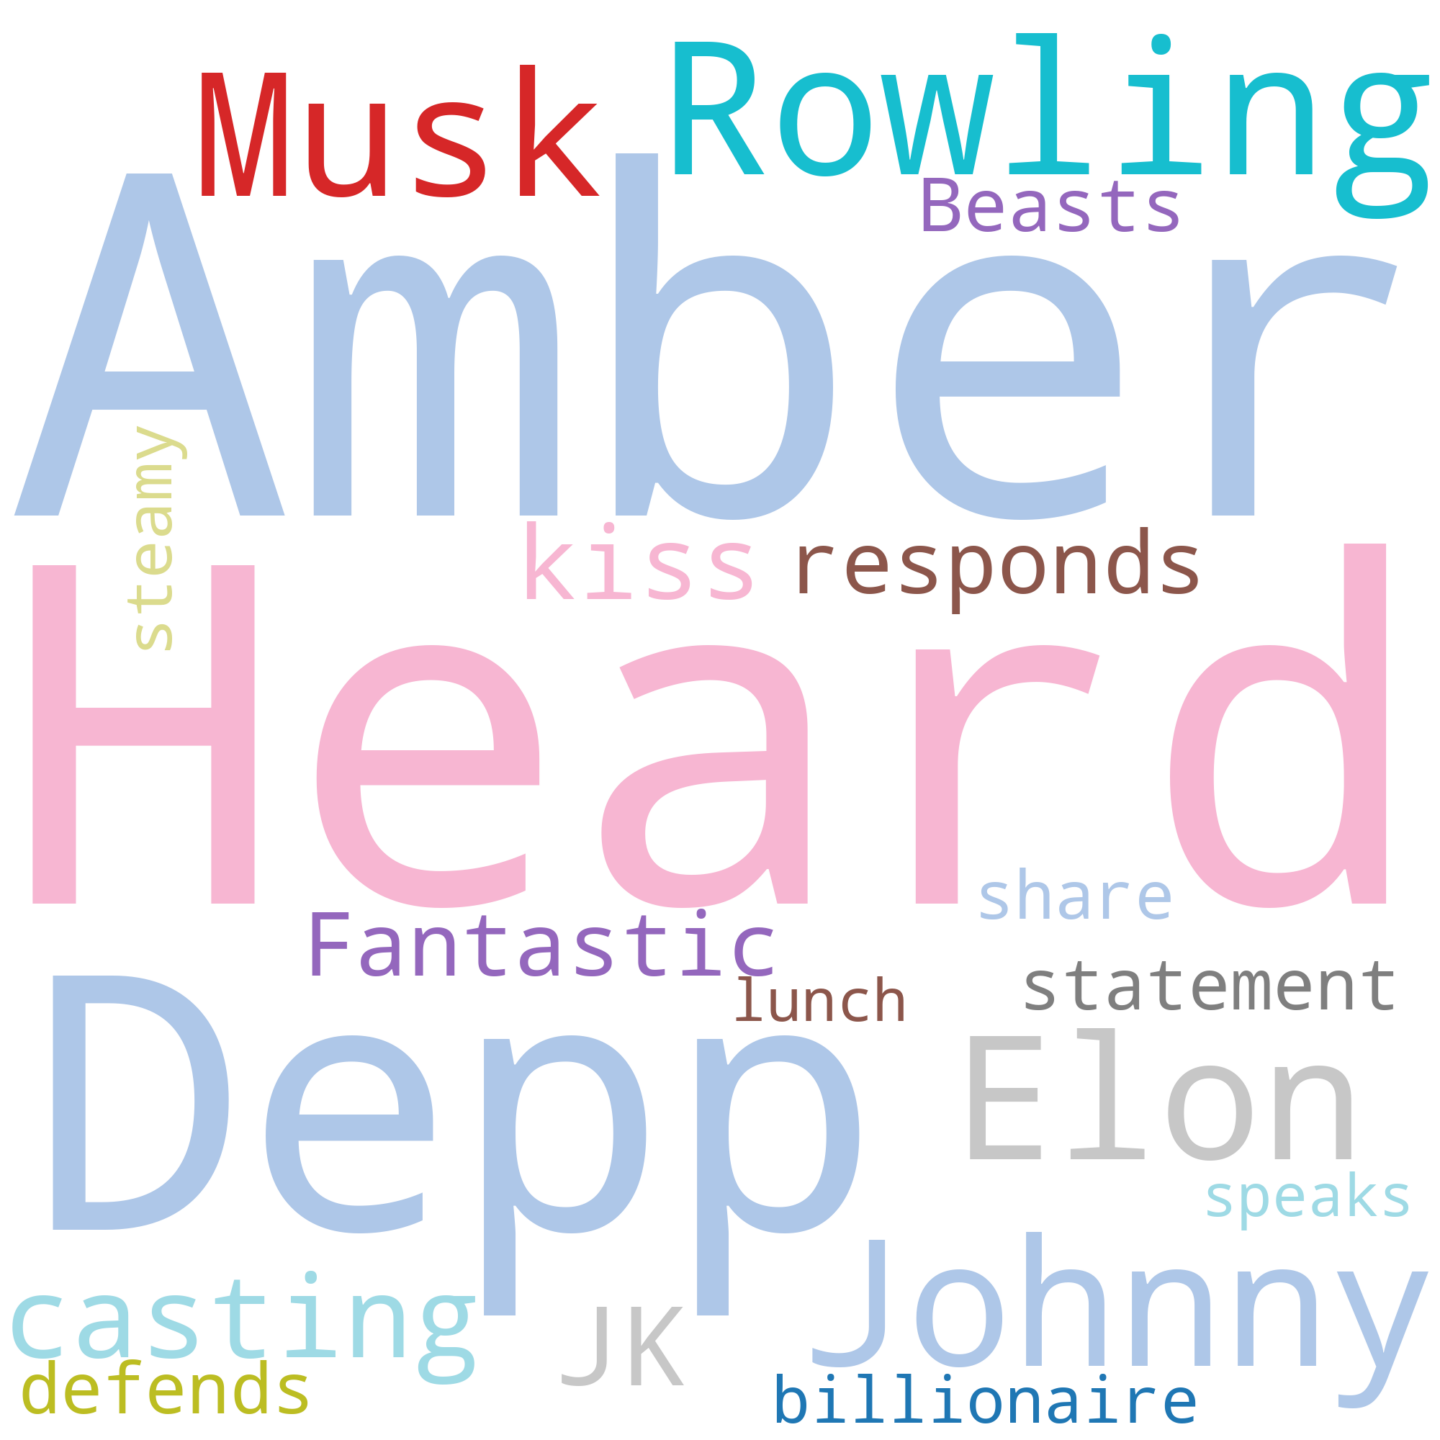 Musk Rowling
Beasts
Amber
steamy
kiss responds
Heard
share
Fantastic
lunch statement
Depp Elon
speaks
Johnny
casting
JK
defends billionaire